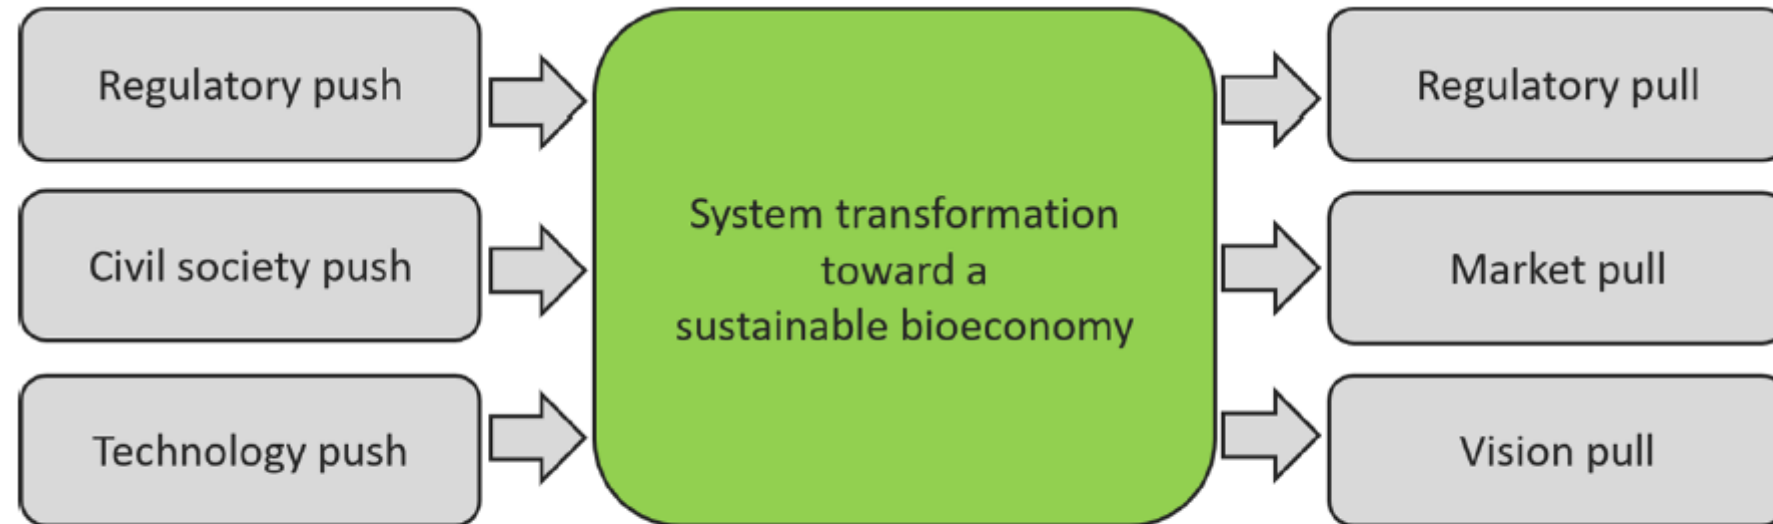 Regulatory push
Civil society push
Technology push
System transformation
toward a
sustainable bioeconomy
Regulatory pull
Market pull
Vision pull